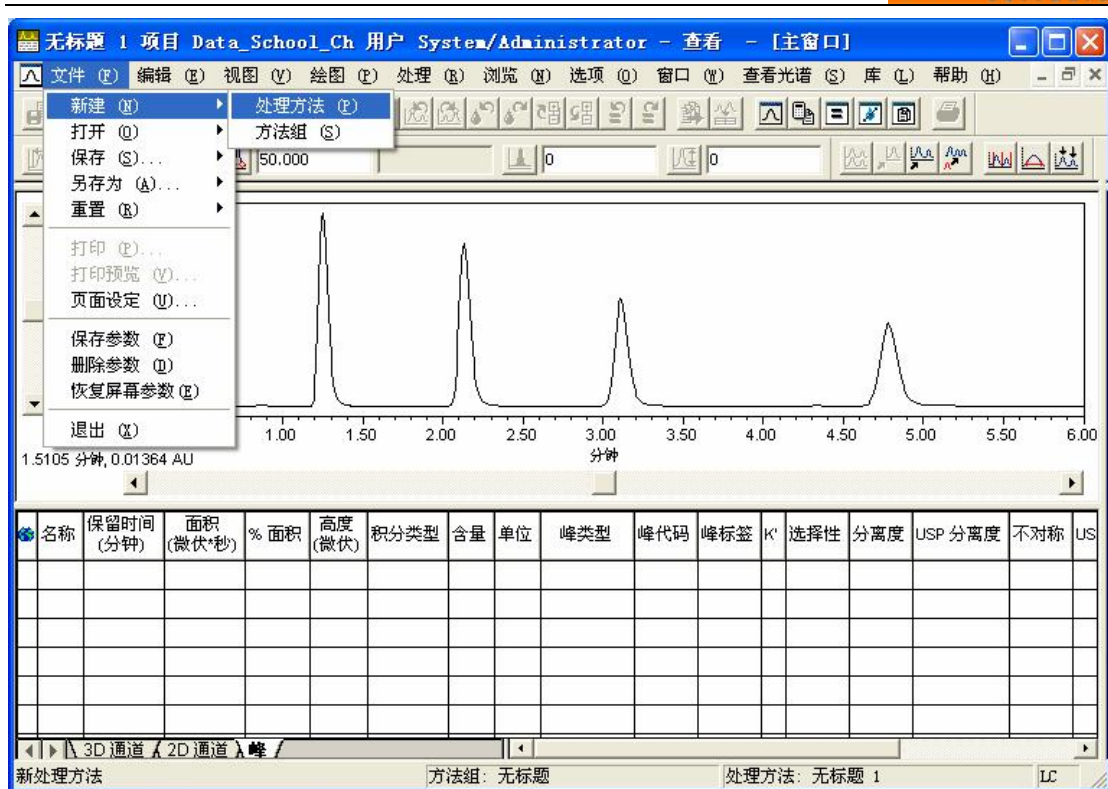 无标题 1 项目 Data_School_Ch 用户 System/Administrator - 查看 - [主窗口]
文件 (F) 编辑 (E) 视图 (V) 绘图 (P) 处理 (R) 浏览 (N) 选项 (O) 窗口 (W) 查看光谱 (S) 库 (L) 帮助 (H)
新建 (N)
处理方法 (P)
打开 (O)
方法组 (S)
保存 (S)...
50.000
0
0
另存为 (A)...
重置 (R)
打印 (P)...
打印预览 (V)...
页面设定 (U)...
保存参数 (F)
删除参数 (D)
恢复屏幕参数(E)
退出 (X)
1.00 1.50 2.00 2.50 3.00 3.50 4.00 4.50 5.00 5.50 6.00
分钟
1.5105 分钟, 0.01364 AU
名称 保留时间 (分钟) 面积 (微伏*秒) % 面积 高度 (微伏) 积分类型 含量 单位 峰类型 峰代码 峰标签 K' 选择性 分离度 USP 分离度 不对称 US
3D 通道 2D 通道 峰
新处理方法 方法组: 无标题 处理方法: 无标题 1 LC